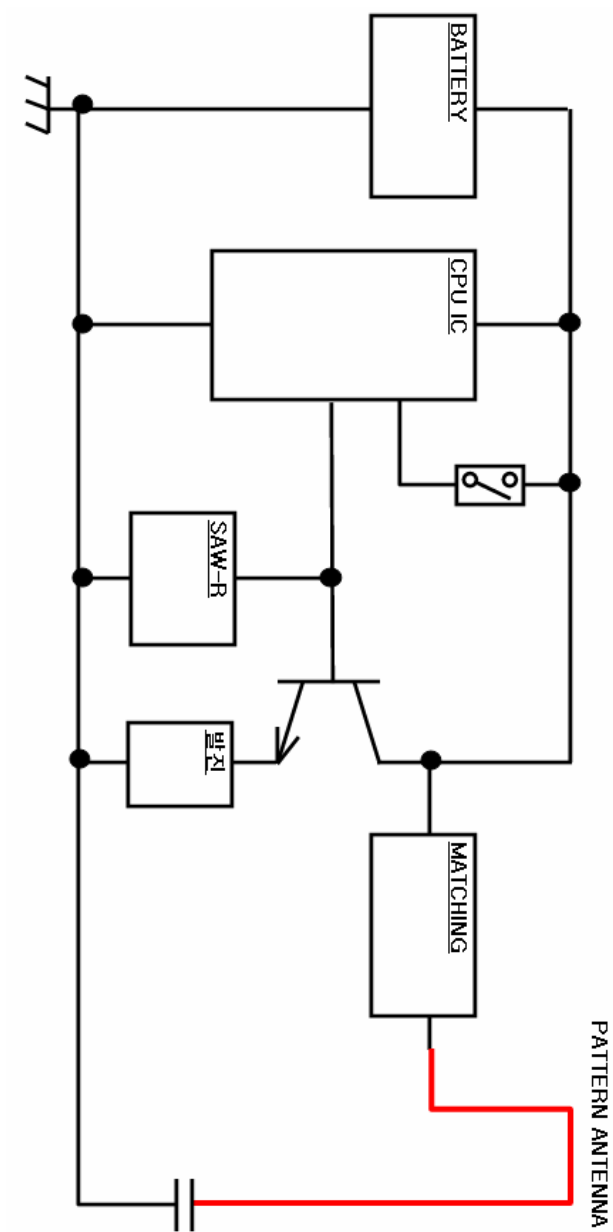 BATTERY
CPU IC
SAW-R
발진
MATCHING
PATTERN ANTENNA